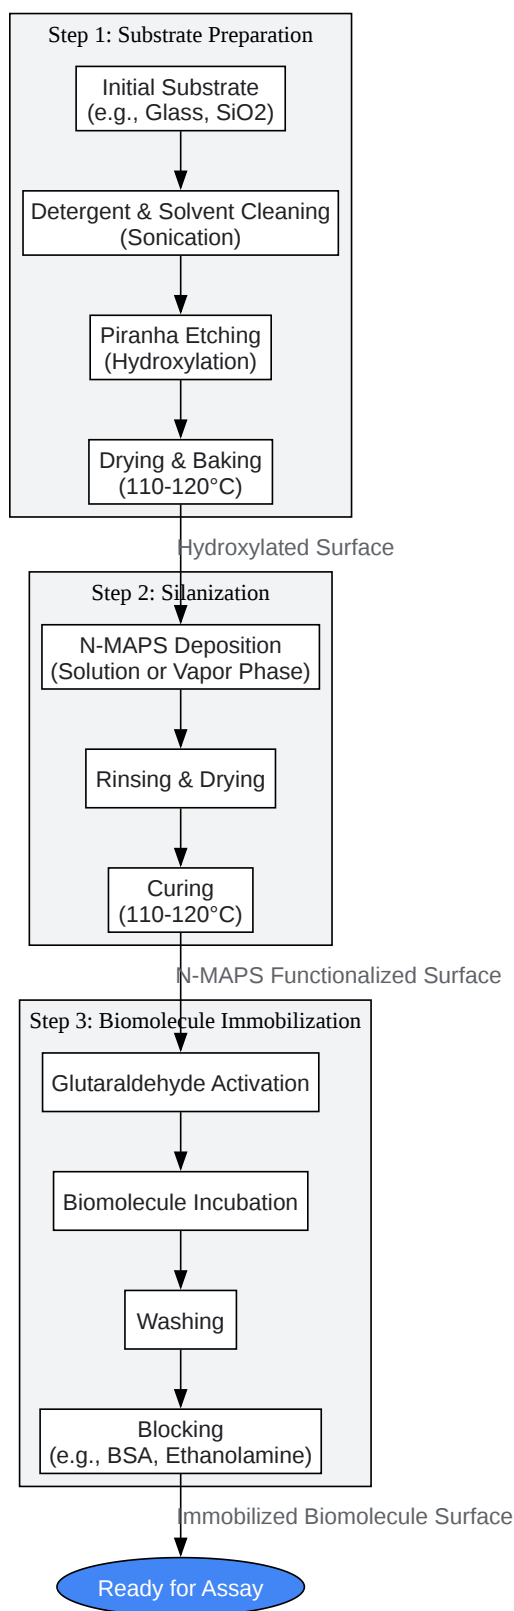 Step 1: Substrate Preparation
Initial Substrate
(e.g., Glass, SiO2)
Detergent & Solvent Cleaning
(Sonication)
Piranha Etching
(Hydroxylation)
Drying & Baking
(110-120°C)
Hydroxylated Surface
Step 2: Silanization
N-MAPS Deposition
(Solution or Vapor Phase)
Rinsing & Drying
Curing
(110-120°C)
N-MAPS Functionalized Surface
Step 3: Biomolecule Immobilization
Glutaraldehyde Activation
Biomolecule Incubation
Washing
Blocking
(e.g., BSA, Ethanolamine)
Immobilized Biomolecule Surface
Ready for Assay